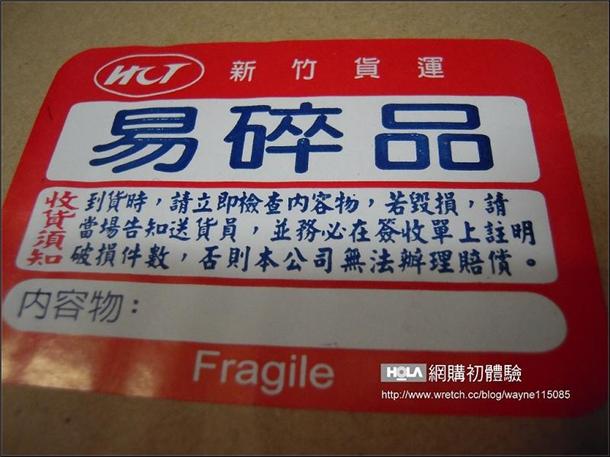 HCT 新竹貨運
易碎品
收貨須知
到貨時，請立即檢查內容物，若毀損，請
當場告知送貨員，並務必在簽收單上註明
破損件數，否則本公司無法辦理賠償。
內容物：
Fragile
HOLA 網購初體驗
http://www.wretch.cc/blog/wayne115085